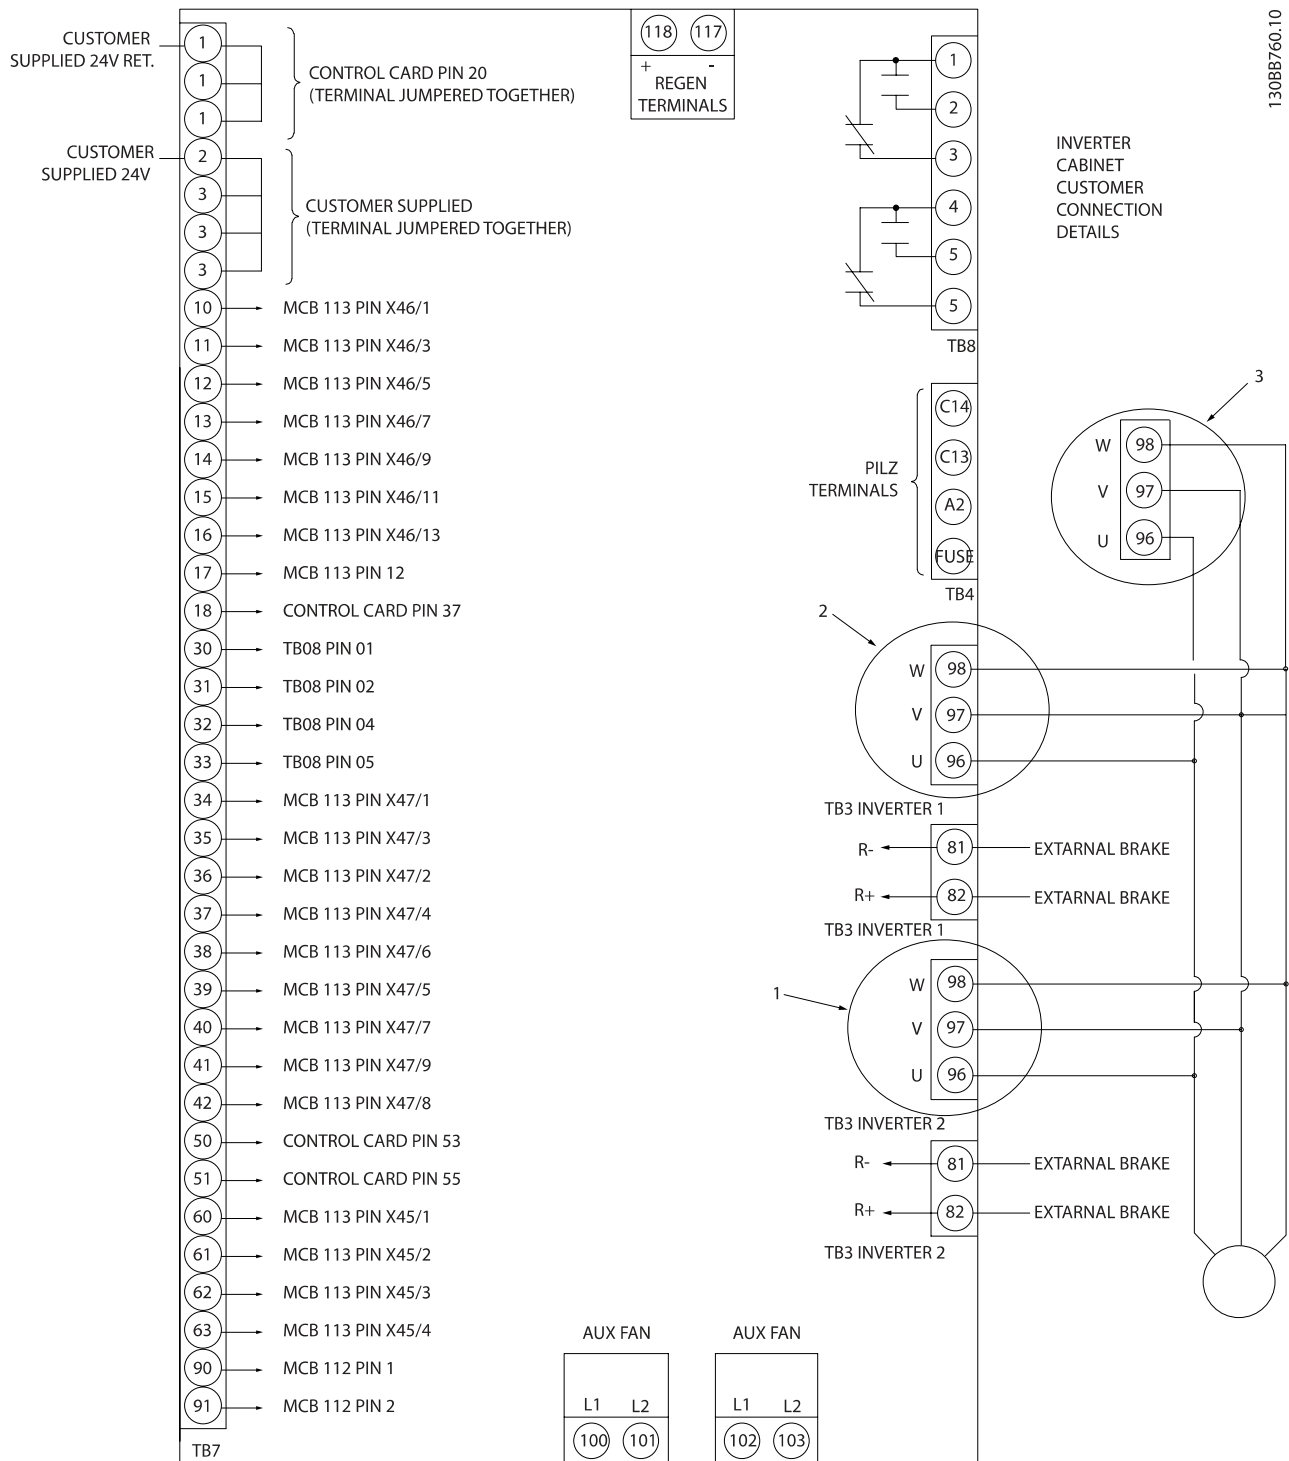 CUSTOMER
SUPPLIED 24V RET.
1
1
1
CONTROL CARD PIN 20
(TERMINAL JUMPERED TOGETHER)
CUSTOMER
SUPPLIED 24V
2
3
3
3
CUSTOMER SUPPLIED
(TERMINAL JUMPERED TOGETHER)
10 MCB 113 PIN X46/1
11 MCB 113 PIN X46/3
12 MCB 113 PIN X46/5
13 MCB 113 PIN X46/7
14 MCB 113 PIN X46/9
15 MCB 113 PIN X46/11
16 MCB 113 PIN X46/13
17 MCB 113 PIN 12
18 CONTROL CARD PIN 37
30 TB08 PIN 01
31 TB08 PIN 02
32 TB08 PIN 04
33 TB08 PIN 05
34 MCB 113 PIN X47/1
35 MCB 113 PIN X47/3
36 MCB 113 PIN X47/2
37 MCB 113 PIN X47/4
38 MCB 113 PIN X47/6
39 MCB 113 PIN X47/5
40 MCB 113 PIN X47/7
41 MCB 113 PIN X47/9
42 MCB 113 PIN X47/8
50 CONTROL CARD PIN 53
51 CONTROL CARD PIN 55
60 MCB 113 PIN X45/1
61 MCB 113 PIN X45/2
62 MCB 113 PIN X45/3
63 MCB 113 PIN X45/4
90 MCB 112 PIN 1
91 MCB 112 PIN 2
TB7
118 117
+ -
REGEN
TERMINALS
1
2
3
4
5
5
TB8
PILZ
TERMINALS
C14
C13
A2
FUSE
TB4
2
W 98
V 97
U 96
TB3 INVERTER 1
R- 81 EXTARNAL BRAKE
R+ 82 EXTARNAL BRAKE
TB3 INVERTER 1
1
W 98
V 97
U 96
TB3 INVERTER 2
R- 81 EXTARNAL BRAKE
R+ 82 EXTARNAL BRAKE
TB3 INVERTER 2
AUX FAN
L1 L2
100 101
AUX FAN
L1 L2
102 103
130BB760.10
INVERTER
CABINET
CUSTOMER
CONNECTION
DETAILS
3
W 98
V 97
U 96